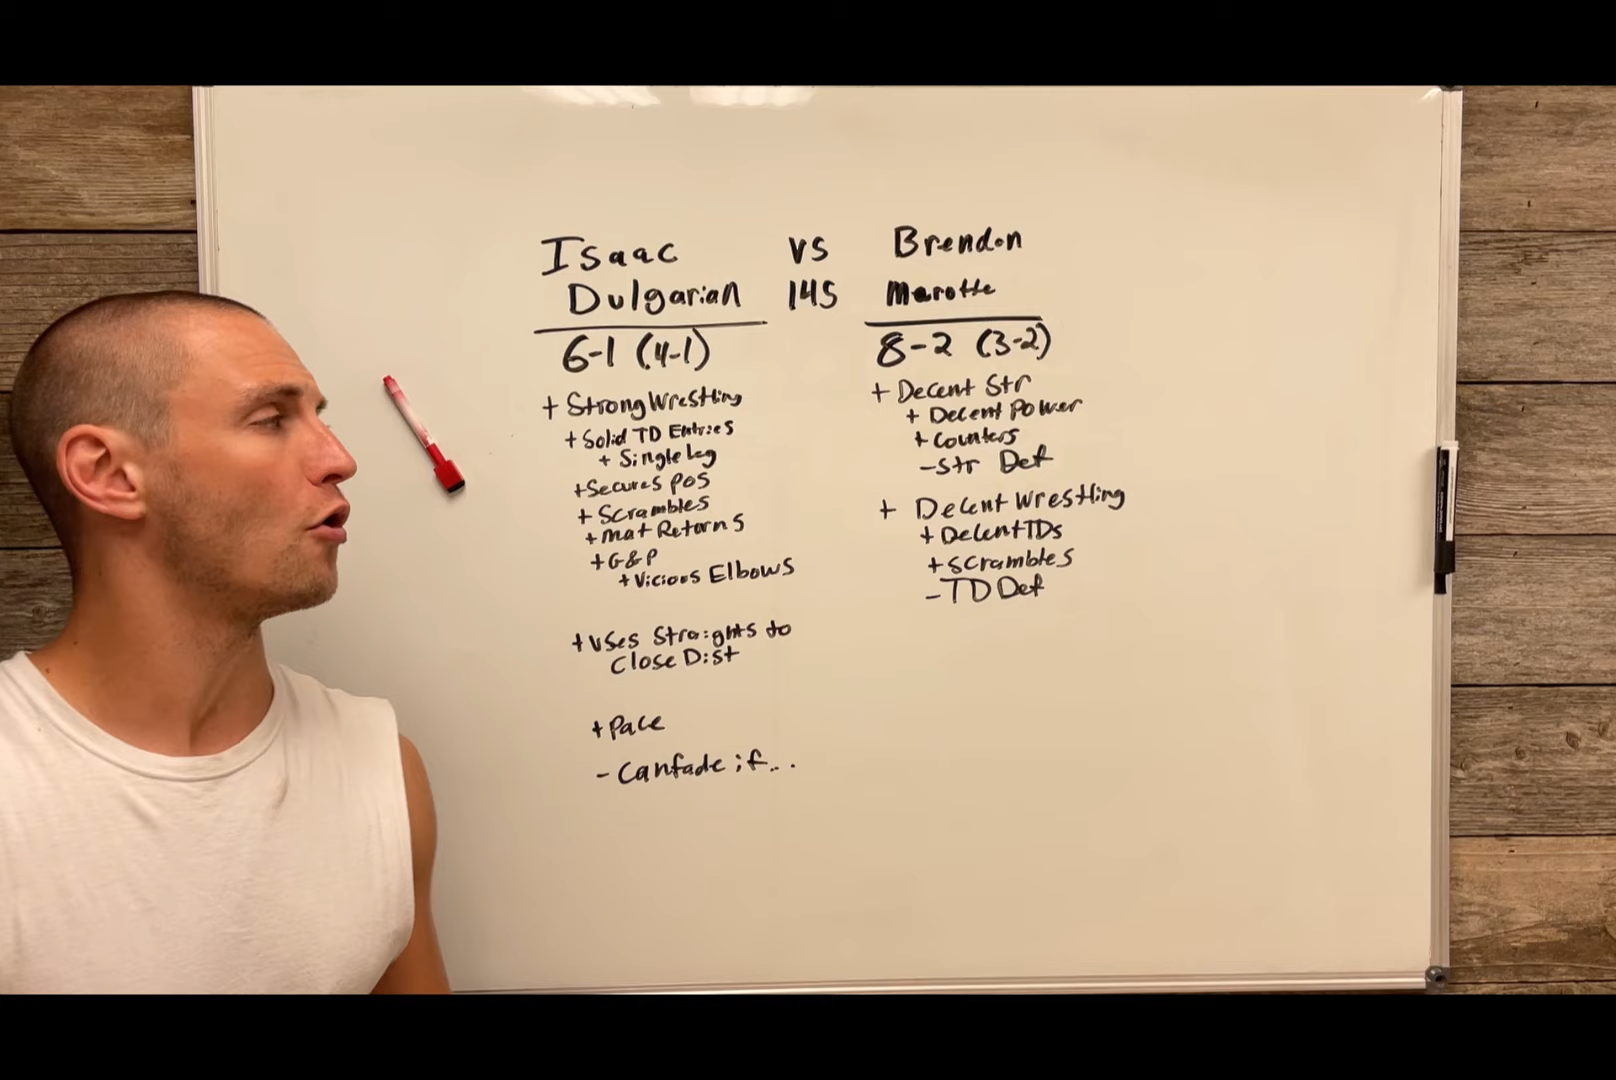 Isaac vs Brendon
Dulgarian 145 Marotte
6-1 (4-1)
+ Strong Wrestling
+ Solid TD Entries
+ Single leg
+ Secures pos
+ Scrambles
+ mat Returns
+ G&P
+ Vicious Elbows
+ Uses Straights to
Close Dist
+ Pace
- Can fade if...
8-2 (3-2)
+ Decent Str
+ Decent Power
+ Counters
- Str Def
+ Decent Wrestling
+ Decent TDs
+ Scrambles
- TD Def